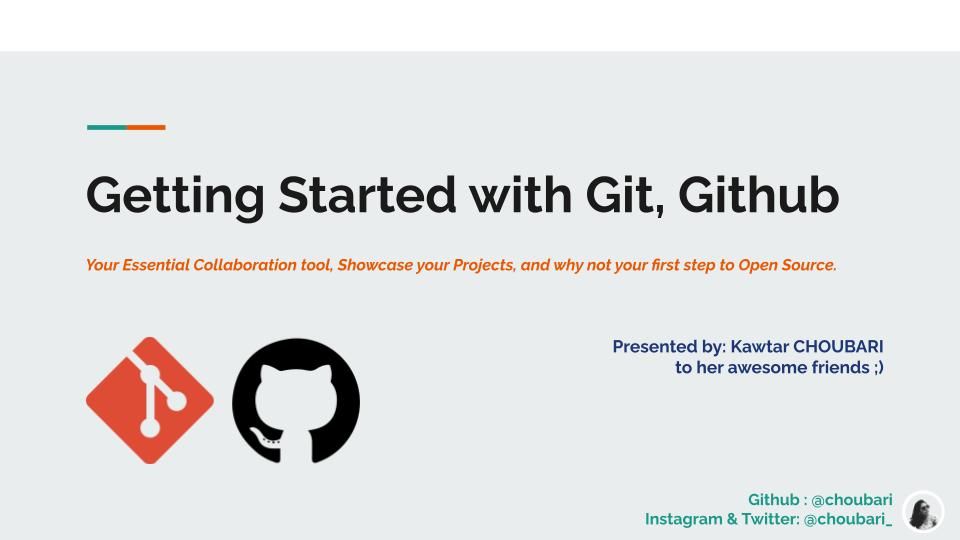 Getting Started with Git, Github
Your Essential Collaboration tool, Showcase your Projects, and why not your first step to Open Source.
Presented by: Kawtar CHOUBARI
to her awesome friends ;)
Github : @choubari
Instagram & Twitter: @choubari_